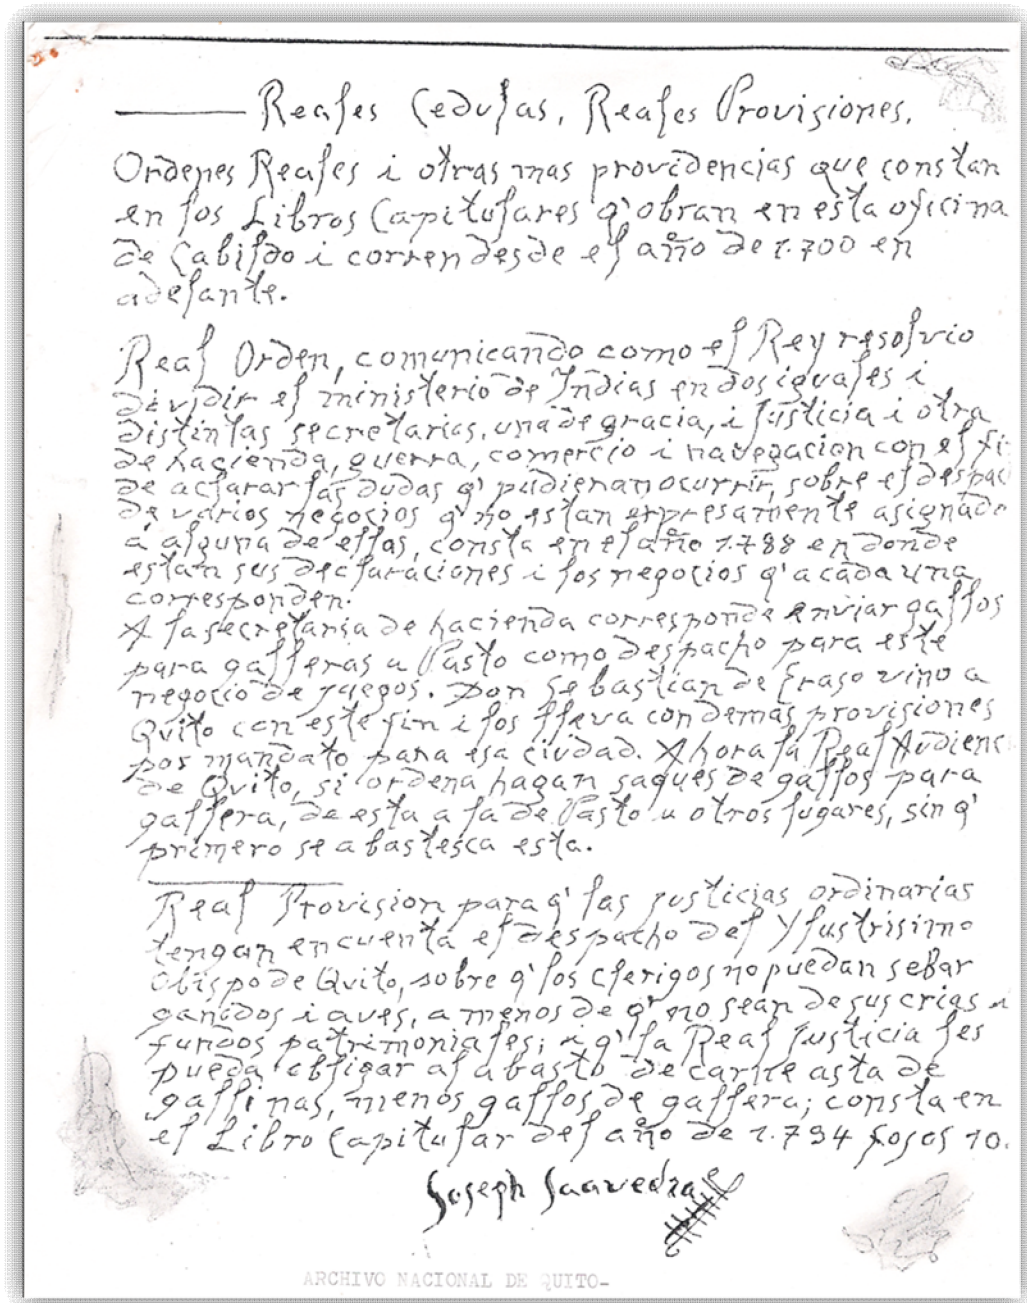 Reales Cedulas, Reales Provisiones,
Ordenes Reales i otras mas providencias que constan
en los Libros Capitulares q' obran en esta oficina
de Cabildo i corren desde el año de 1.700 en
adelante.
Real Orden, comunicando como el Rey resolvio
dividir el ministerio de Indias en dos iguales i
distintas secretarias, una de gracia, i Justicia i otra
de hacienda, guerra, comercio i navegacion con el fi
de aclarar las dudas q' pudieran ocurrir, sobre el despac
de varios negocios q' no estan expresamente asignado
a alguna de ellas, consta en el año 1.788 en donde
estan sus declaraciones i los negocios q' a cada una
corresponden.
A la secretaria de hacienda corresponde enviar gallos
para galleras a Pasto como despacho para este
negocio de juegos. Don Sebastian de Eraso vino a
Quito con este fin i los lleva con demas provisiones
por mandato para esa ciudad. Ahora la Real Audienc
de Quito, si ordena hagan saques de gallos para
gallera, de esta a la de Pasto u otros lugares, sin q'
primero se abastesca esta.
Real Provision para q' las justicias ordinarias
tengan en cuenta el despacho del Ylustrisimo
Obispo de Quito, sobre q' los clerigos no puedan sebar
ganados i aves, a menos de q' no sean de sus crias i
fundos patrimoniales; i q' la Real Justicia les
pueda obligar al abasto de carne asta de
gallinas, menos gallos de gallera; consta en
el Libro Capitular del año de 1.794 fosos 10.
Joseph Saavedra
ARCHIVO NACIONAL DE QUITO-